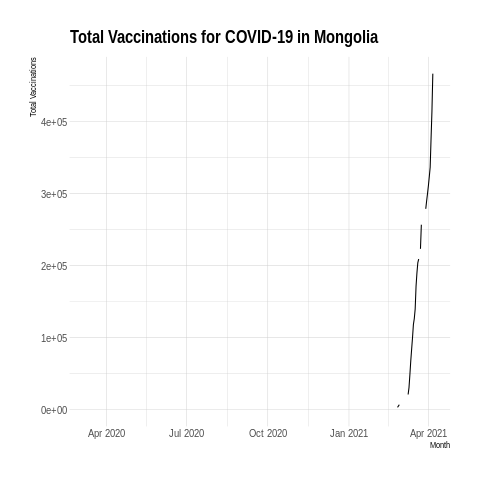 Total Vaccinations for COVID-19 in Mongolia
Total Vaccinations
4e+05
3e+05
2e+05
1e+05
0e+00
Apr 2020 Jul 2020 Oct 2020 Jan 2021 Apr 2021
Month